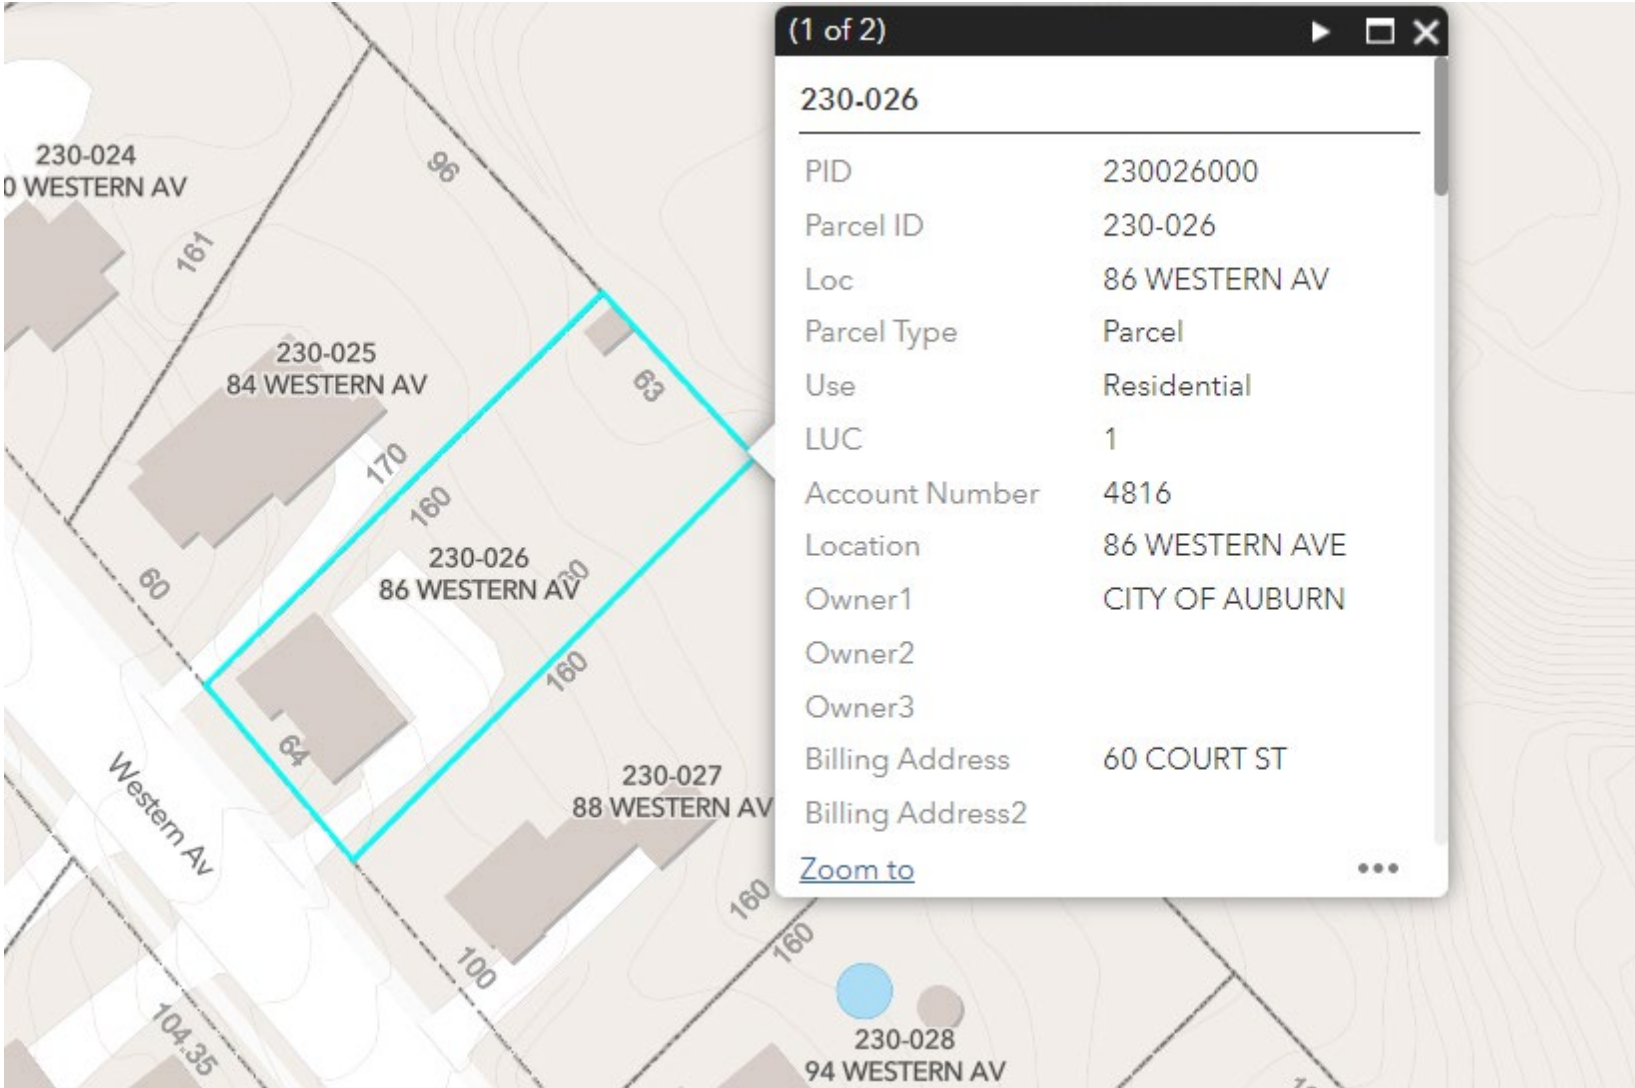 (1 of 2)
230-026
PID 230026000
Parcel ID 230-026
Loc 86 WESTERN AV
Parcel Type Parcel
Use Residential
LUC 1
Account Number 4816
Location 86 WESTERN AVE
Owner1 CITY OF AUBURN
Owner2
Owner3
Billing Address 60 COURT ST
Billing Address2
Zoom to
230-024
0 WESTERN AV
96
161
230-025
84 WESTERN AV
63
170
160
230-026
86 WESTERN AV
60
160
64
Western Av
230-027
88 WESTERN AV
160
160
100
104.35
230-028
94 WESTERN AV